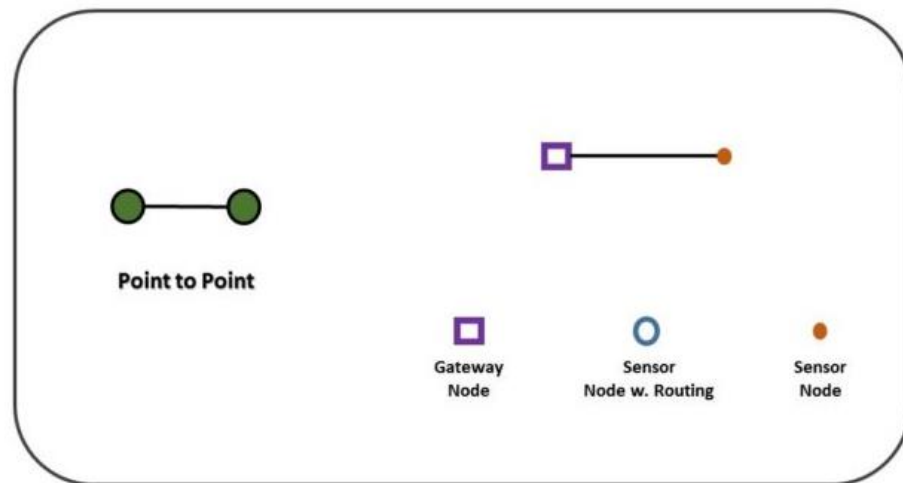 Point to Point
Gateway
Node
Sensor
Node w. Routing
Sensor
Node